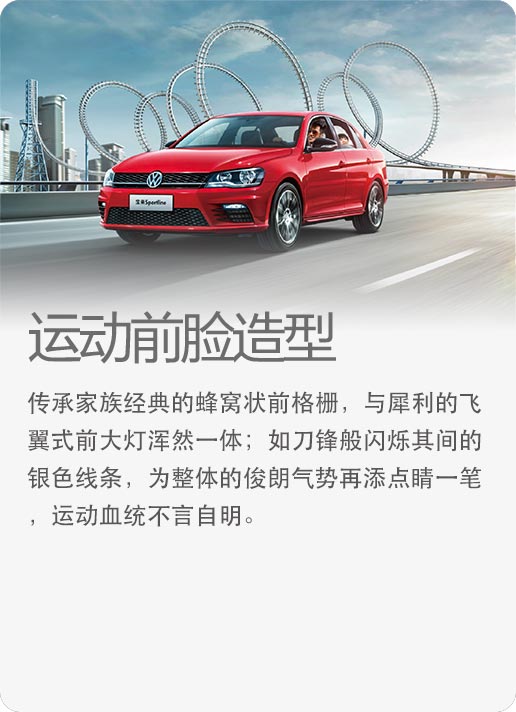 宝来Sportline
运动前脸造型
传承家族经典的蜂窝状前格栅，与犀利的飞
翼式前大灯浑然一体；如刀锋般闪烁其间的
银色线条，为整体的俊朗气势再添点睛一笔
，运动血统不言自明。